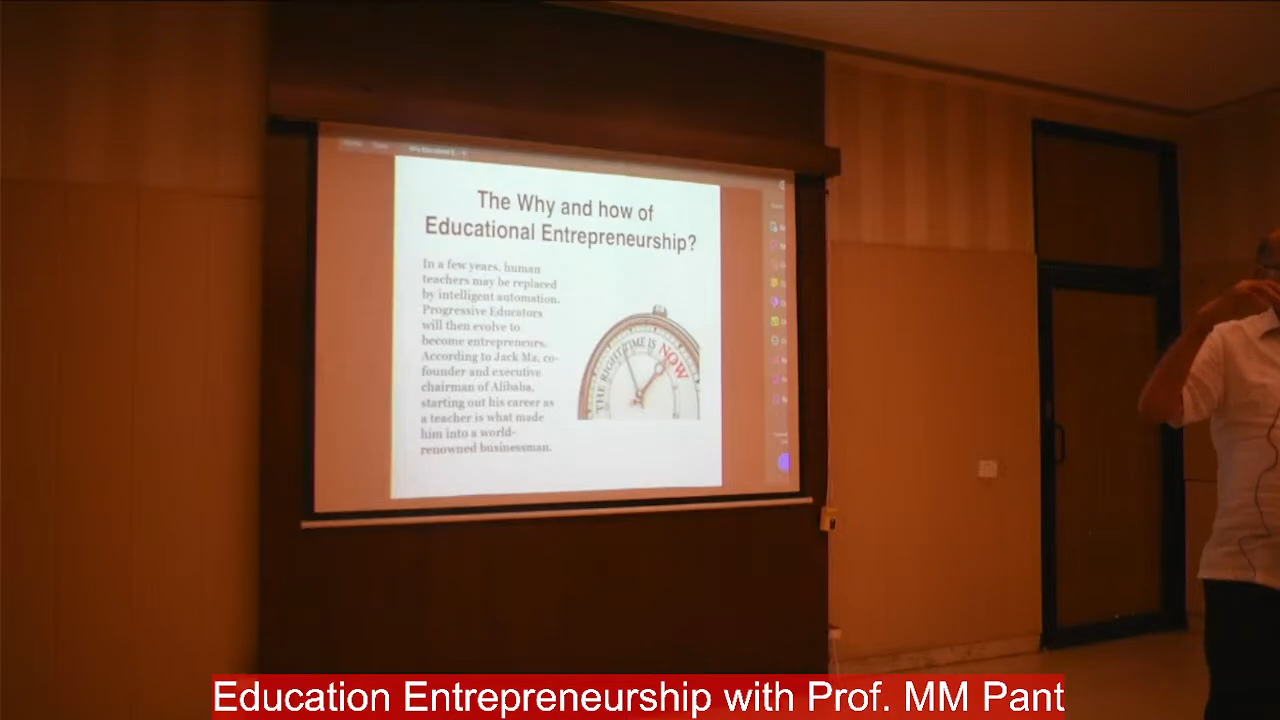 The Why and how of
Educational Entrepreneurship?
In a few years, human
teachers may be replaced
by intelligent automation.
Progressive Educators
will then evolve to
become entrepreneurs.
According to Jack Ma, co-
founder and executive
chairman of Alibaba,
starting out his career as
a teacher is what made
him into a world-
renowned businessman.
THE RIGHT TIME IS NOW
Education Entrepreneurship with Prof. MM Pant